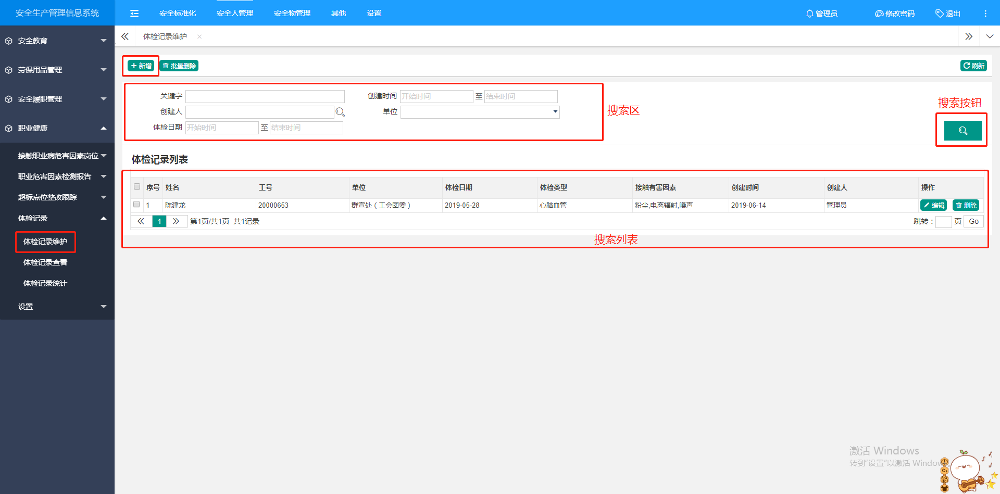 安全生产管理信息系统
安全标准化 安全人管理 安全物管理 其他 设置 管理员 修改密码 退出
安全教育
劳保用品管理
安全履职管理
职业健康
接触职业病危害因素岗位...
职业危害因素检测报告
超标点位整改跟踪
体检记录
体检记录维护
体检记录查看
体检记录统计
设置
体检记录维护 ×
新增 批量删除 刷新
关键字 创建时间 开始时间 至 结束时间
创建人 单位
体检日期 开始时间 至 结束时间
搜索区
搜索按钮
体检记录列表
序号 姓名 工号 单位 体检日期 体检类型 接触有害因素 创建时间 创建人 操作
1 陈建龙 20000653 群宣处（工会团委） 2019-05-28 心脑血管 粉尘,电离辐射,噪声 2019-06-14 管理员 编辑 删除
1 第1页/共1页 共1记录 跳转： 页 Go
搜索列表
激活 Windows
转到"设置"以激活 Windows。
中
简